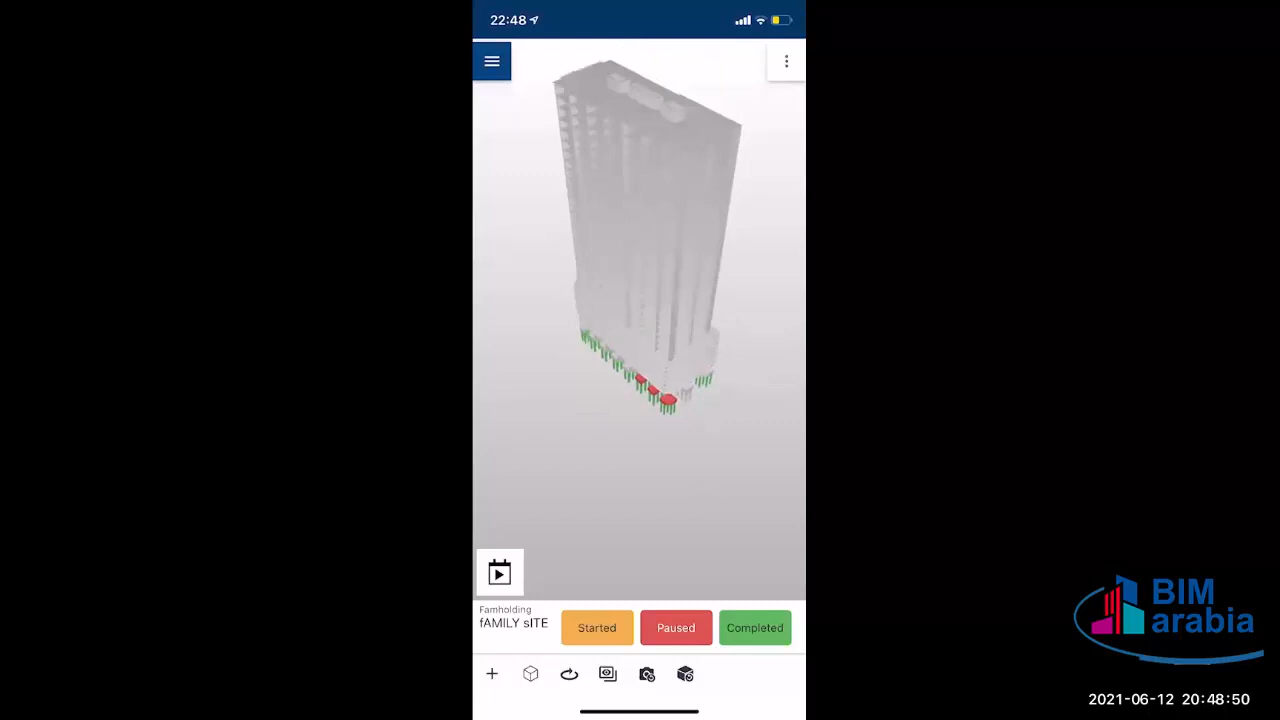 22:48
Famholding
fAMILY sITE
Started
Paused
Completed
BIM
arabia
2021-06-12 20:48:50